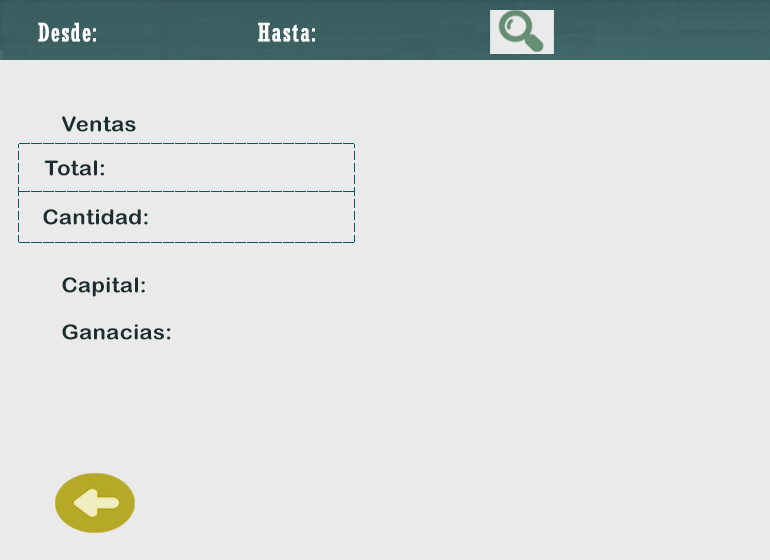 Desde: Hasta:
Ventas
Total:
Cantidad:
Capital:
Ganacias: